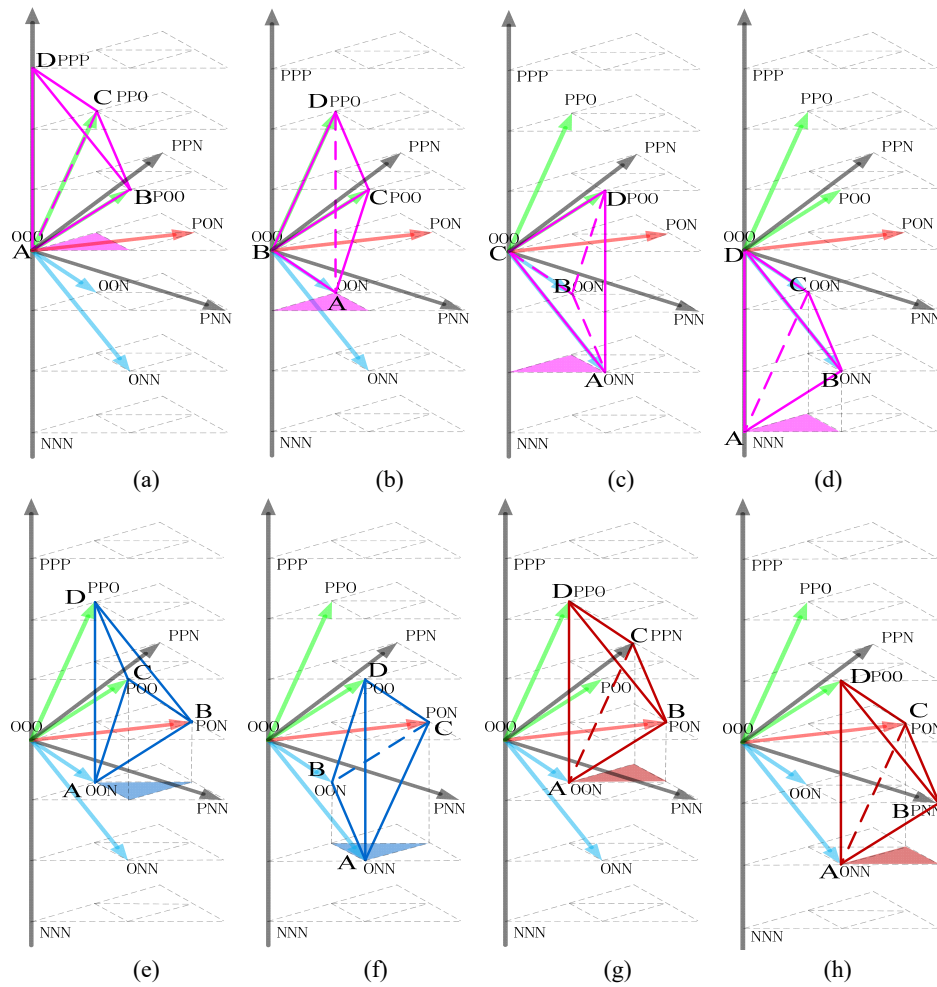 D PPP
C PPO
PPN
B POO
PON
OOO
A
OON
PNN
ONN
NNN
(a)
PPP
D PPO
PPN
C POO
PON
OOO
B
OON
A
PNN
ONN
NNN
(b)
PPP
PPO
PPN
D POO
PON
OOO
C
B OON
PNN
A ONN
NNN
(c)
PPP
PPO
PPN
POO
PON
OOO
D
C OON
PNN
B ONN
A NNN
(d)
PPP
D PPO
PPN
C
POO
B
PON
OOO
A OON
PNN
ONN
NNN
(e)
PPP
PPO
PPN
D
POO
PON
C
OOO
B
OON
PNN
A ONN
NNN
(f)
PPP
D PPO
C PPN
POO
B
PON
OOO
A OON
PNN
ONN
NNN
(g)
PPP
PPO
PPN
D POO
C
PON
OOO
OON
B PNN
A ONN
NNN
(h)